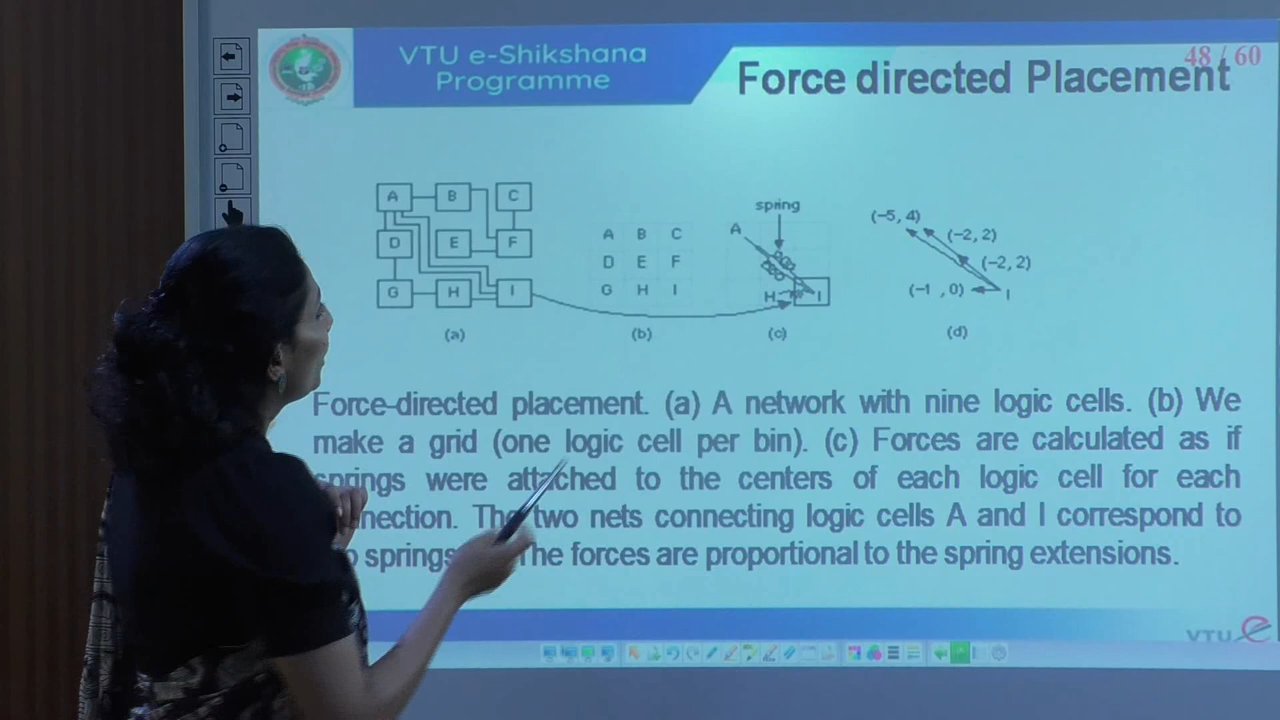 VTU e-Shikshana
Programme
48 / 60
Force directed Placement
spring
A B C
D E F
G H I
A B C
D E F
G H I
A
H I
(-5, 4)
(-2, 2)
(-2, 2)
(-1 , 0)
I
(a) (b) (c) (d)
Force-directed placement. (a) A network with nine logic cells. (b) We
make a grid (one logic cell per bin). (c) Forces are calculated as if
springs were attached to the centers of each logic cell for each
The two nets connecting logic cells A and I correspond to
springs The forces are proportional to the spring extensions.
VTU e